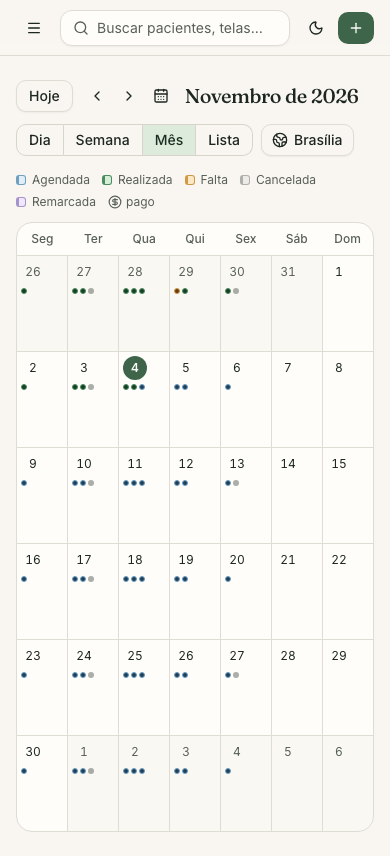 Buscar pacientes, telas...
Hoje Novembro de 2026
Dia Semana Mês Lista Brasília
Agendada Realizada Falta Cancelada
Remarcada pago
Seg Ter Qua Qui Sex Sáb Dom
26 27 28 29 30 31 1
2 3 4 5 6 7 8
9 10 11 12 13 14 15
16 17 18 19 20 21 22
23 24 25 26 27 28 29
30 1 2 3 4 5 6